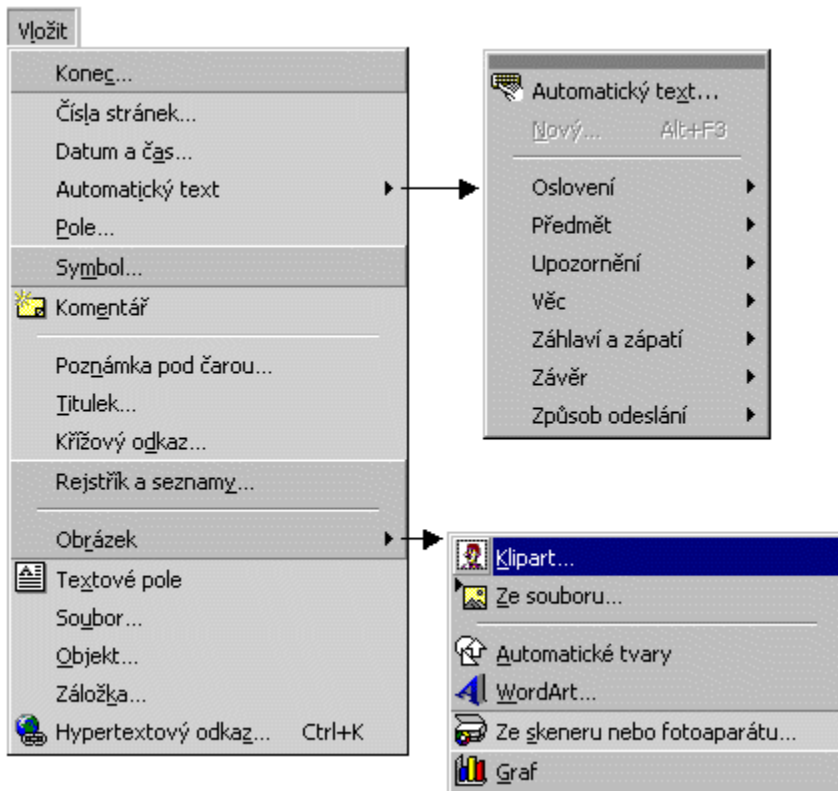 Vložit
Konec...
Čísla stránek...
Datum a čas...
Automatický text
Pole...
Symbol...
Komentář
Poznámka pod čarou...
Titulek...
Křížový odkaz...
Rejstřík a seznamy...
Obrázek
Textové pole
Soubor...
Objekt...
Záložka...
Hypertextový odkaz... Ctrl+K
Automatický text...
Nový... Alt+F3
Oslovení
Předmět
Upozornění
Věc
Záhlaví a zápatí
Závěr
Způsob odeslání
Klipart...
Ze souboru...
Automatické tvary
WordArt...
Ze skeneru nebo fotoaparátu...
Graf